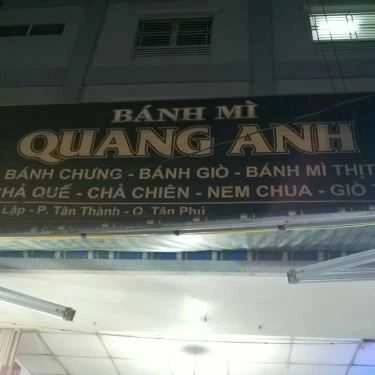 BÁNH MÌ
QUANG ANH
BÁNH CHƯNG - BÁNH GIÒ - BÁNH MÌ THỊT
CHẢ QUẾ - CHẢ CHIÊN - NEM CHUA - GIÒ
Lập - P. Tân Thành - Q. Tân Phú